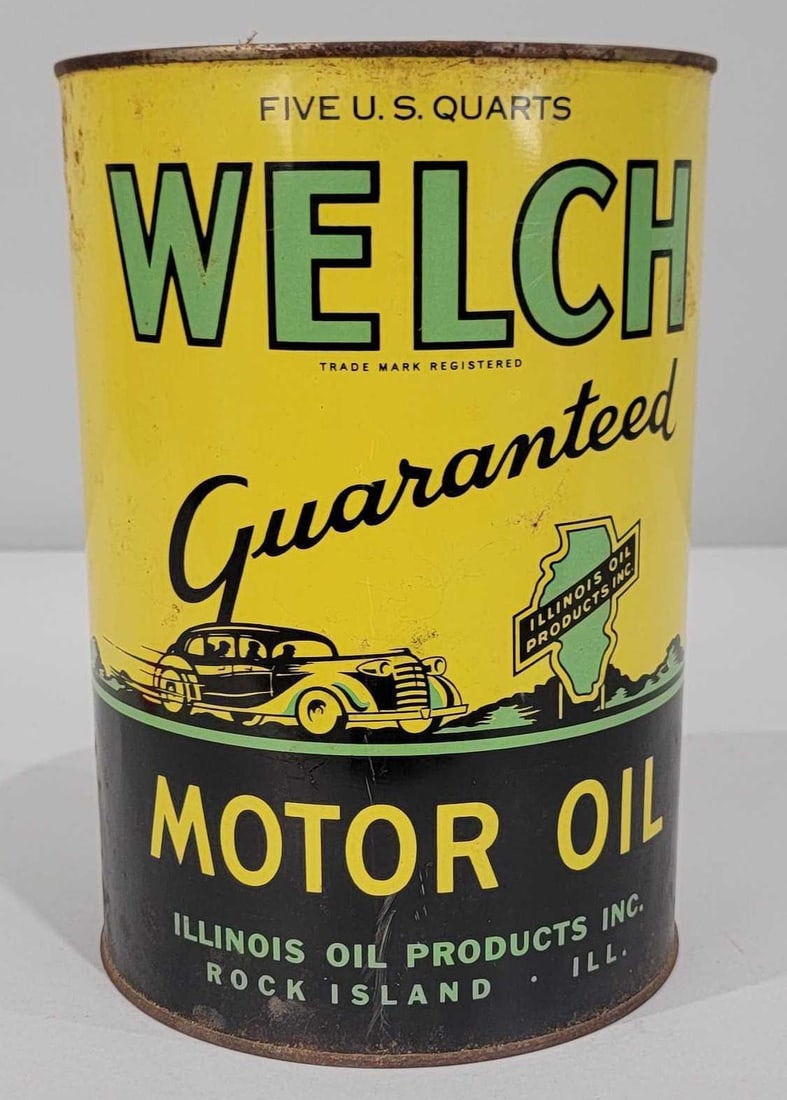 FIVE U.S. QUARTS
WELCH
TRADE MARK REGISTERED
Guaranteed
ILLINOIS OIL
PRODUCTS INC.
MOTOR OIL
ILLINOIS OIL PRODUCTS INC.
ROCK ISLAND · ILL.